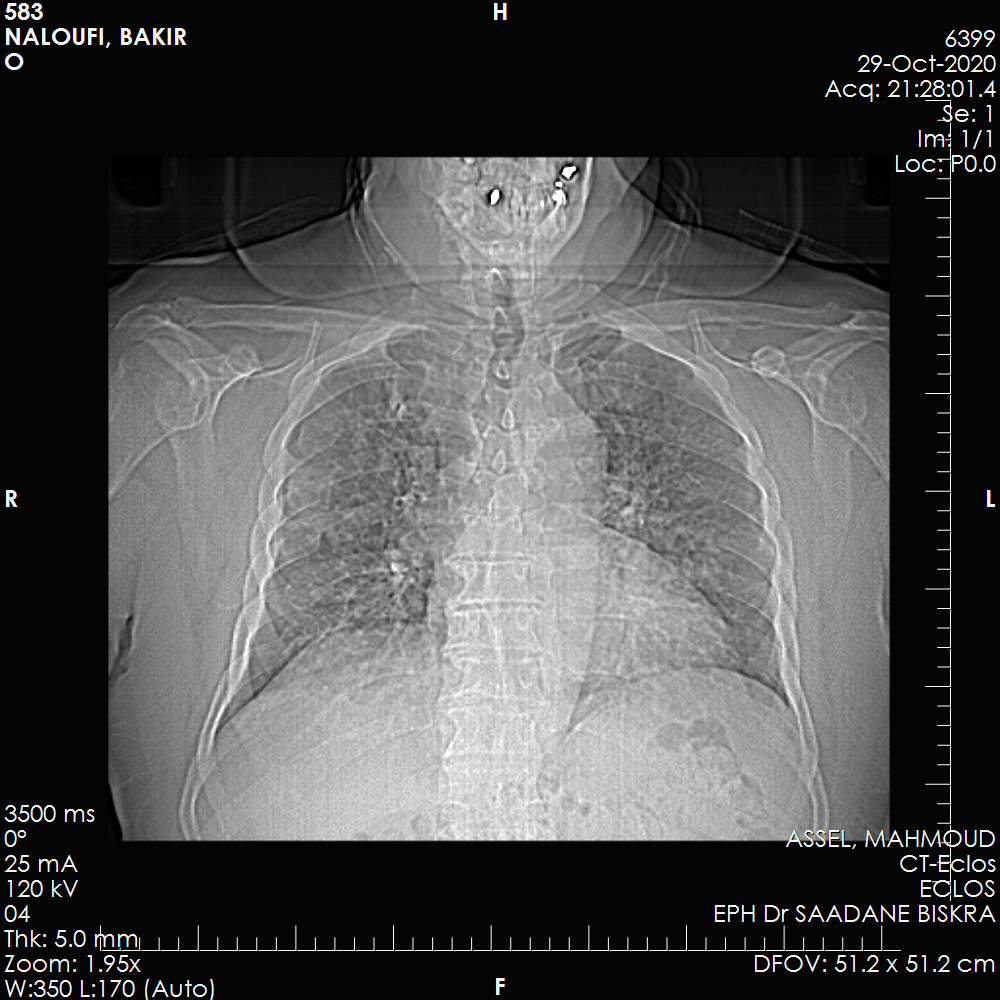 583
NALOUFI, BAKIR
O
H
6399
29-Oct-2020
Acq: 21:28:01.4
Se: 1
Im: 1/1
Loc: P0.0
R
L
3500 ms
0°
25 mA
120 kV
04
Thk: 5.0 mm
Zoom: 1.95x
W:350 L:170 (Auto)
F
ASSEL, MAHMOUD
CT-Eclos
ECLOS
EPH Dr SAADANE BISKRA
DFOV: 51.2 x 51.2 cm